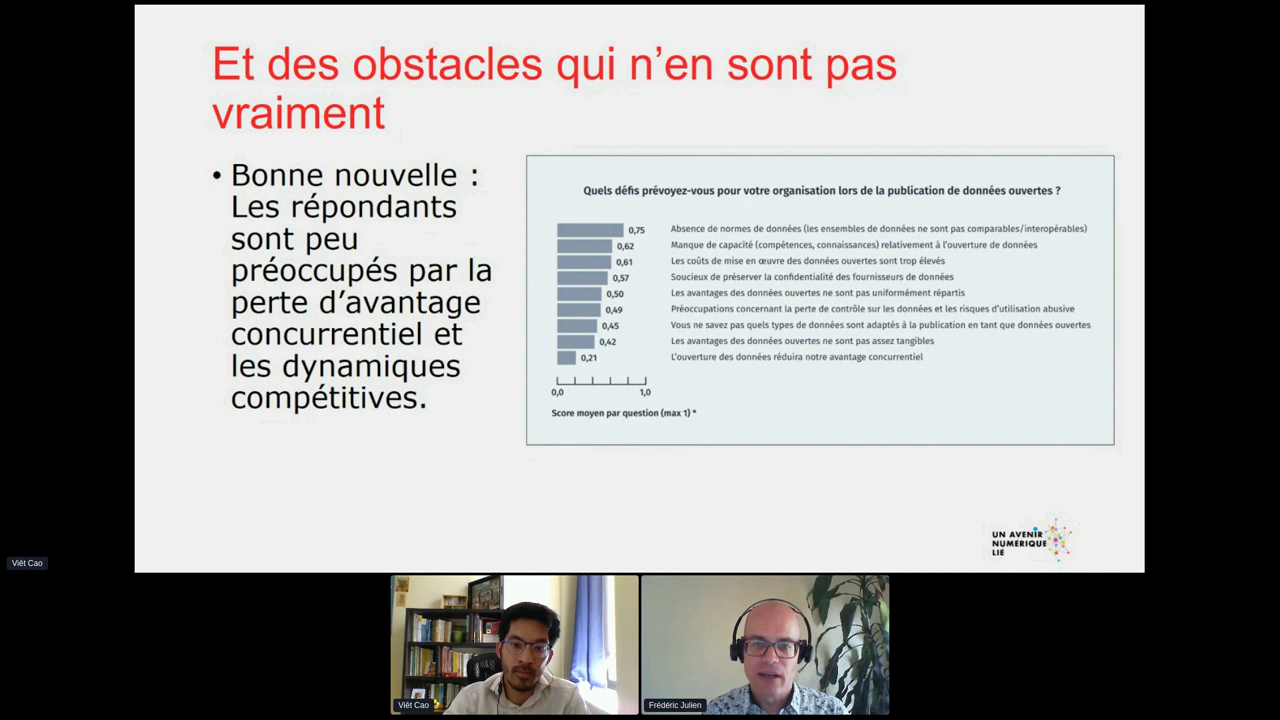 Et des obstacles qui n’en sont pas
vraiment
• Bonne nouvelle :
Les répondants
sont peu
préoccupés par la
perte d’avantage
concurrentiel et
les dynamiques
compétitives.
Quels défis prévoyez-vous pour votre organisation lors de la publication de données ouvertes ?
0,75 Absence de normes de données (les ensembles de données ne sont pas comparables/interopérables)
0,62 Manque de capacité (compétences, connaissances) relativement à l’ouverture de données
0,61 Les coûts de mise en œuvre des données ouvertes sont trop élevés
0,57 Soucieux de préserver la confidentialité des fournisseurs de données
0,50 Les avantages des données ouvertes ne sont pas uniformément répartis
0,49 Préoccupations concernant la perte de contrôle sur les données et les risques d’utilisation abusive
0,45 Vous ne savez pas quels types de données sont adaptés à la publication en tant que données ouvertes
0,42 Les avantages des données ouvertes ne sont pas assez tangibles
0,21 L’ouverture des données réduira notre avantage concurrentiel
0,0 1,0
Score moyen par question (max 1) *
UN AVENIR
NUMÉRIQUE
LIÉ
Viêt Cao
Viêt Cao
Frédéric Julien